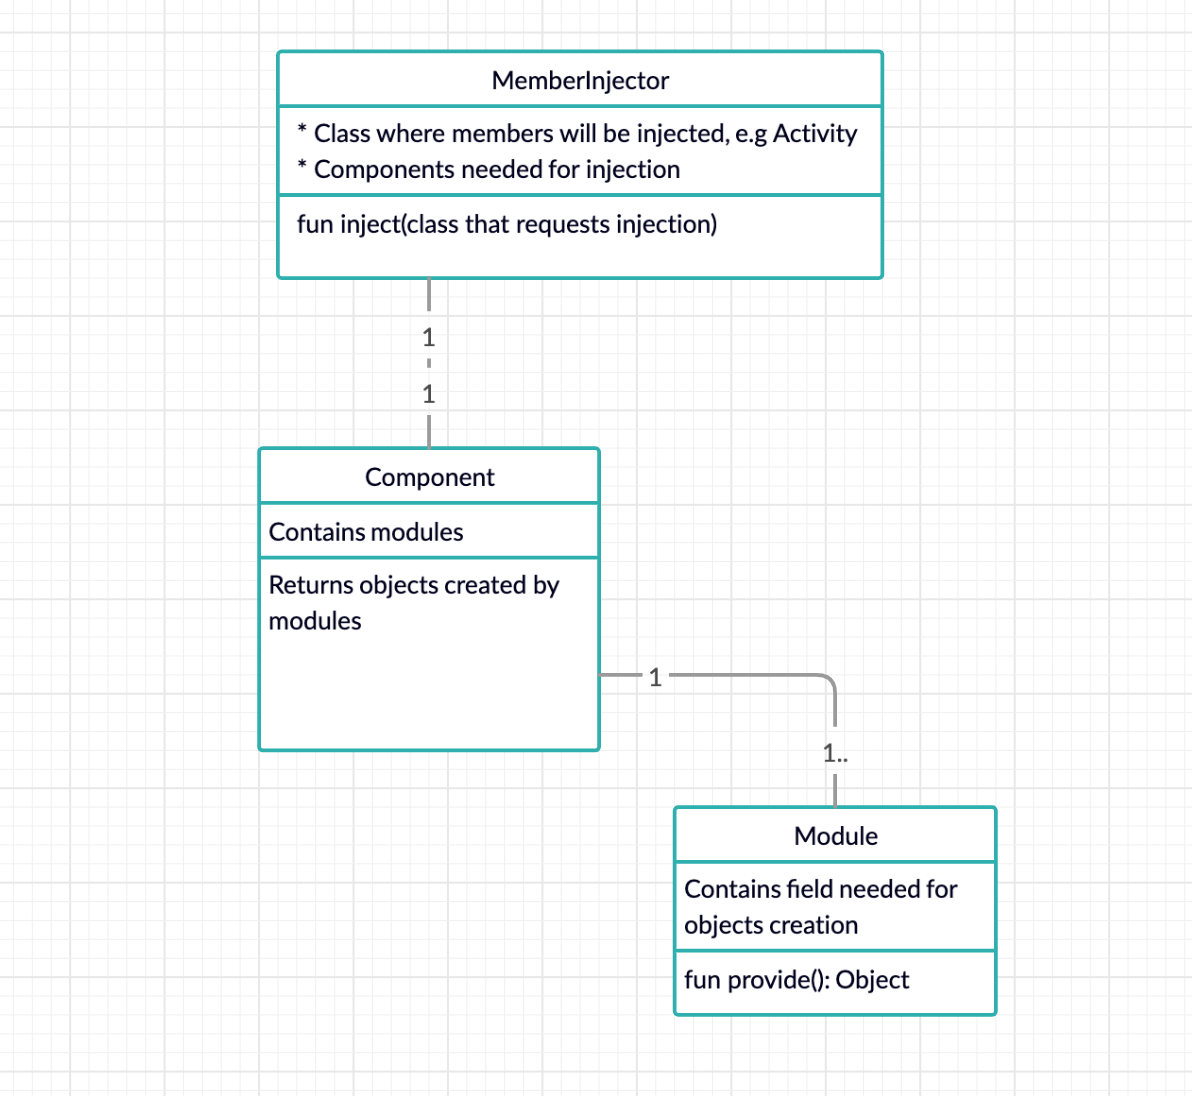 MemberInjector
* Class where members will be injected, e.g Activity
* Components needed for injection
fun inject(class that requests injection)
1
1
Component
Contains modules
Returns objects created by
modules
1
1..
Module
Contains field needed for
objects creation
fun provide(): Object